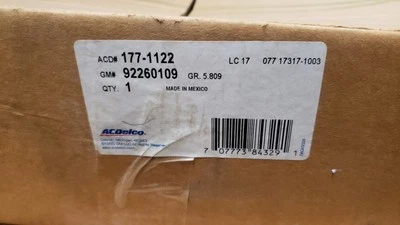 ACD# 177-1122 LC 17 077 17317-1003
GM# 92260109 GR. 5.809
QTY. 1 MADE IN MEXICO
ACDelco
7 07773 84329 1